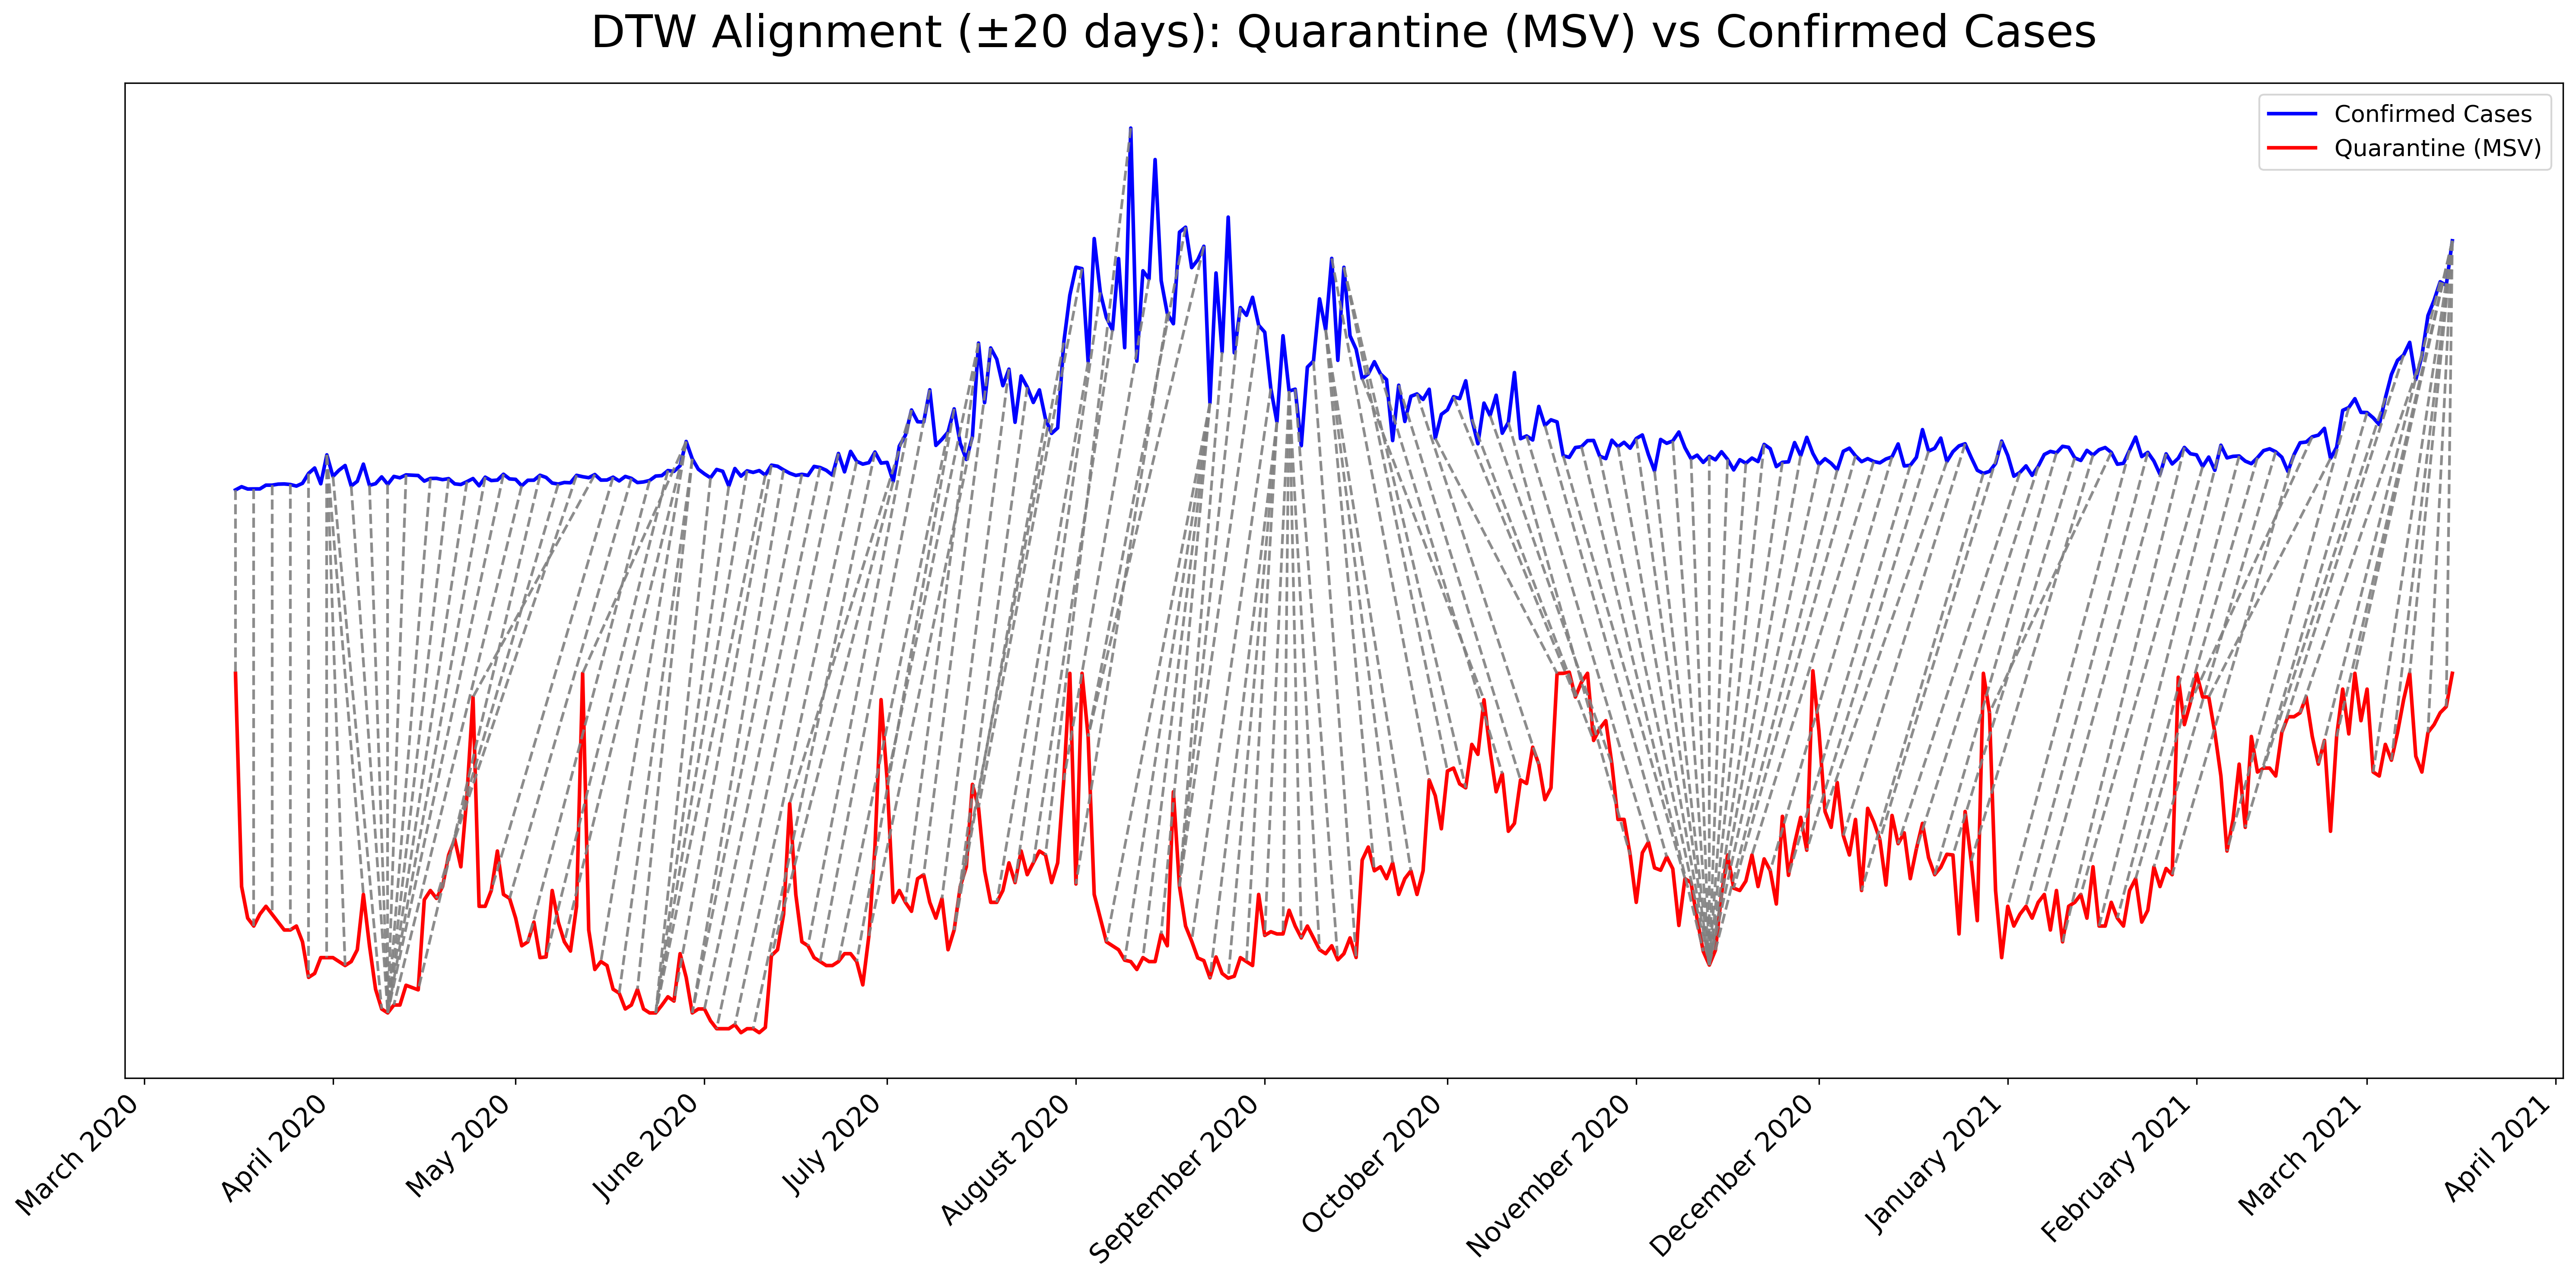 DTW Alignment (±20 days): Quarantine (MSV) vs Confirmed Cases
Confirmed Cases
Quarantine (MSV)
March 2020
April 2020
May 2020
June 2020
July 2020
August 2020
September 2020
October 2020
November 2020
December 2020
January 2021
February 2021
March 2021
April 2021